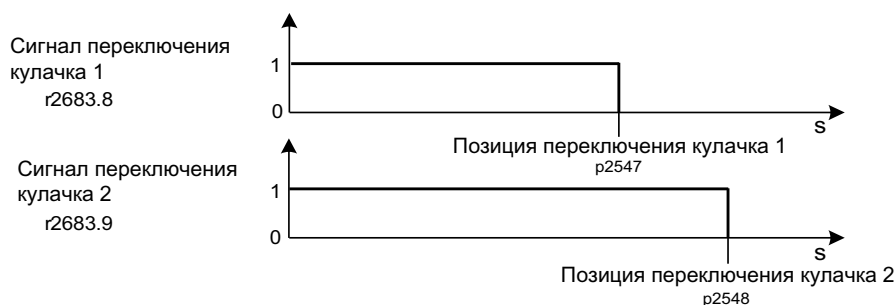 Сигнал переключения
кулачка 1
r2683.8
1
0
s
Позиция переключения кулачка 1
p2547
Сигнал переключения
кулачка 2
r2683.9
1
0
s
Позиция переключения кулачка 2
p2548